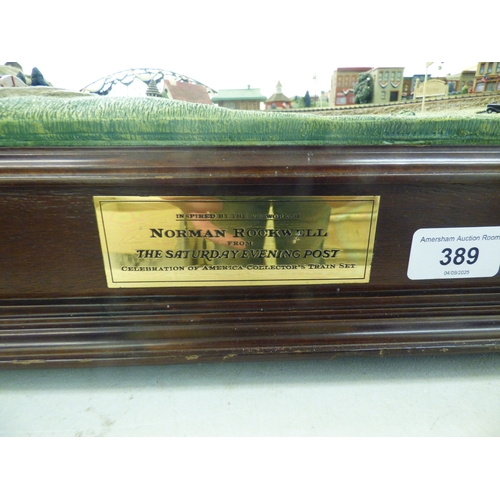 INSPIRED BY THE
NORMAN ROCKWELL
FROM
THE SATURDAY EVENING POST
CELEBRATION OF AMERICA COLLECTOR'S TRAIN SET
Amersham Auction Room
389
04/09/2025